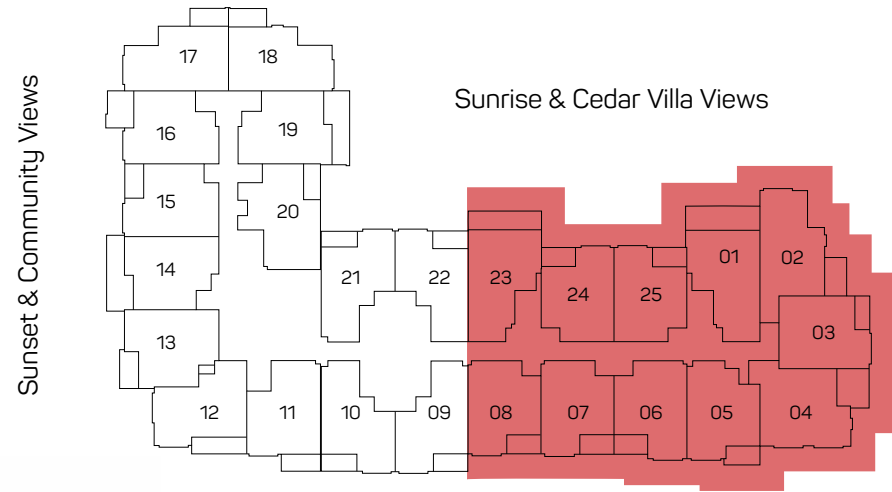 17 18
Sunset & Community Views
Sunrise & Cedar Villa Views
16 19
15 20
14 21 22 23 24 25 01 02
13 03
12 11 10 09 08 07 06 05 04